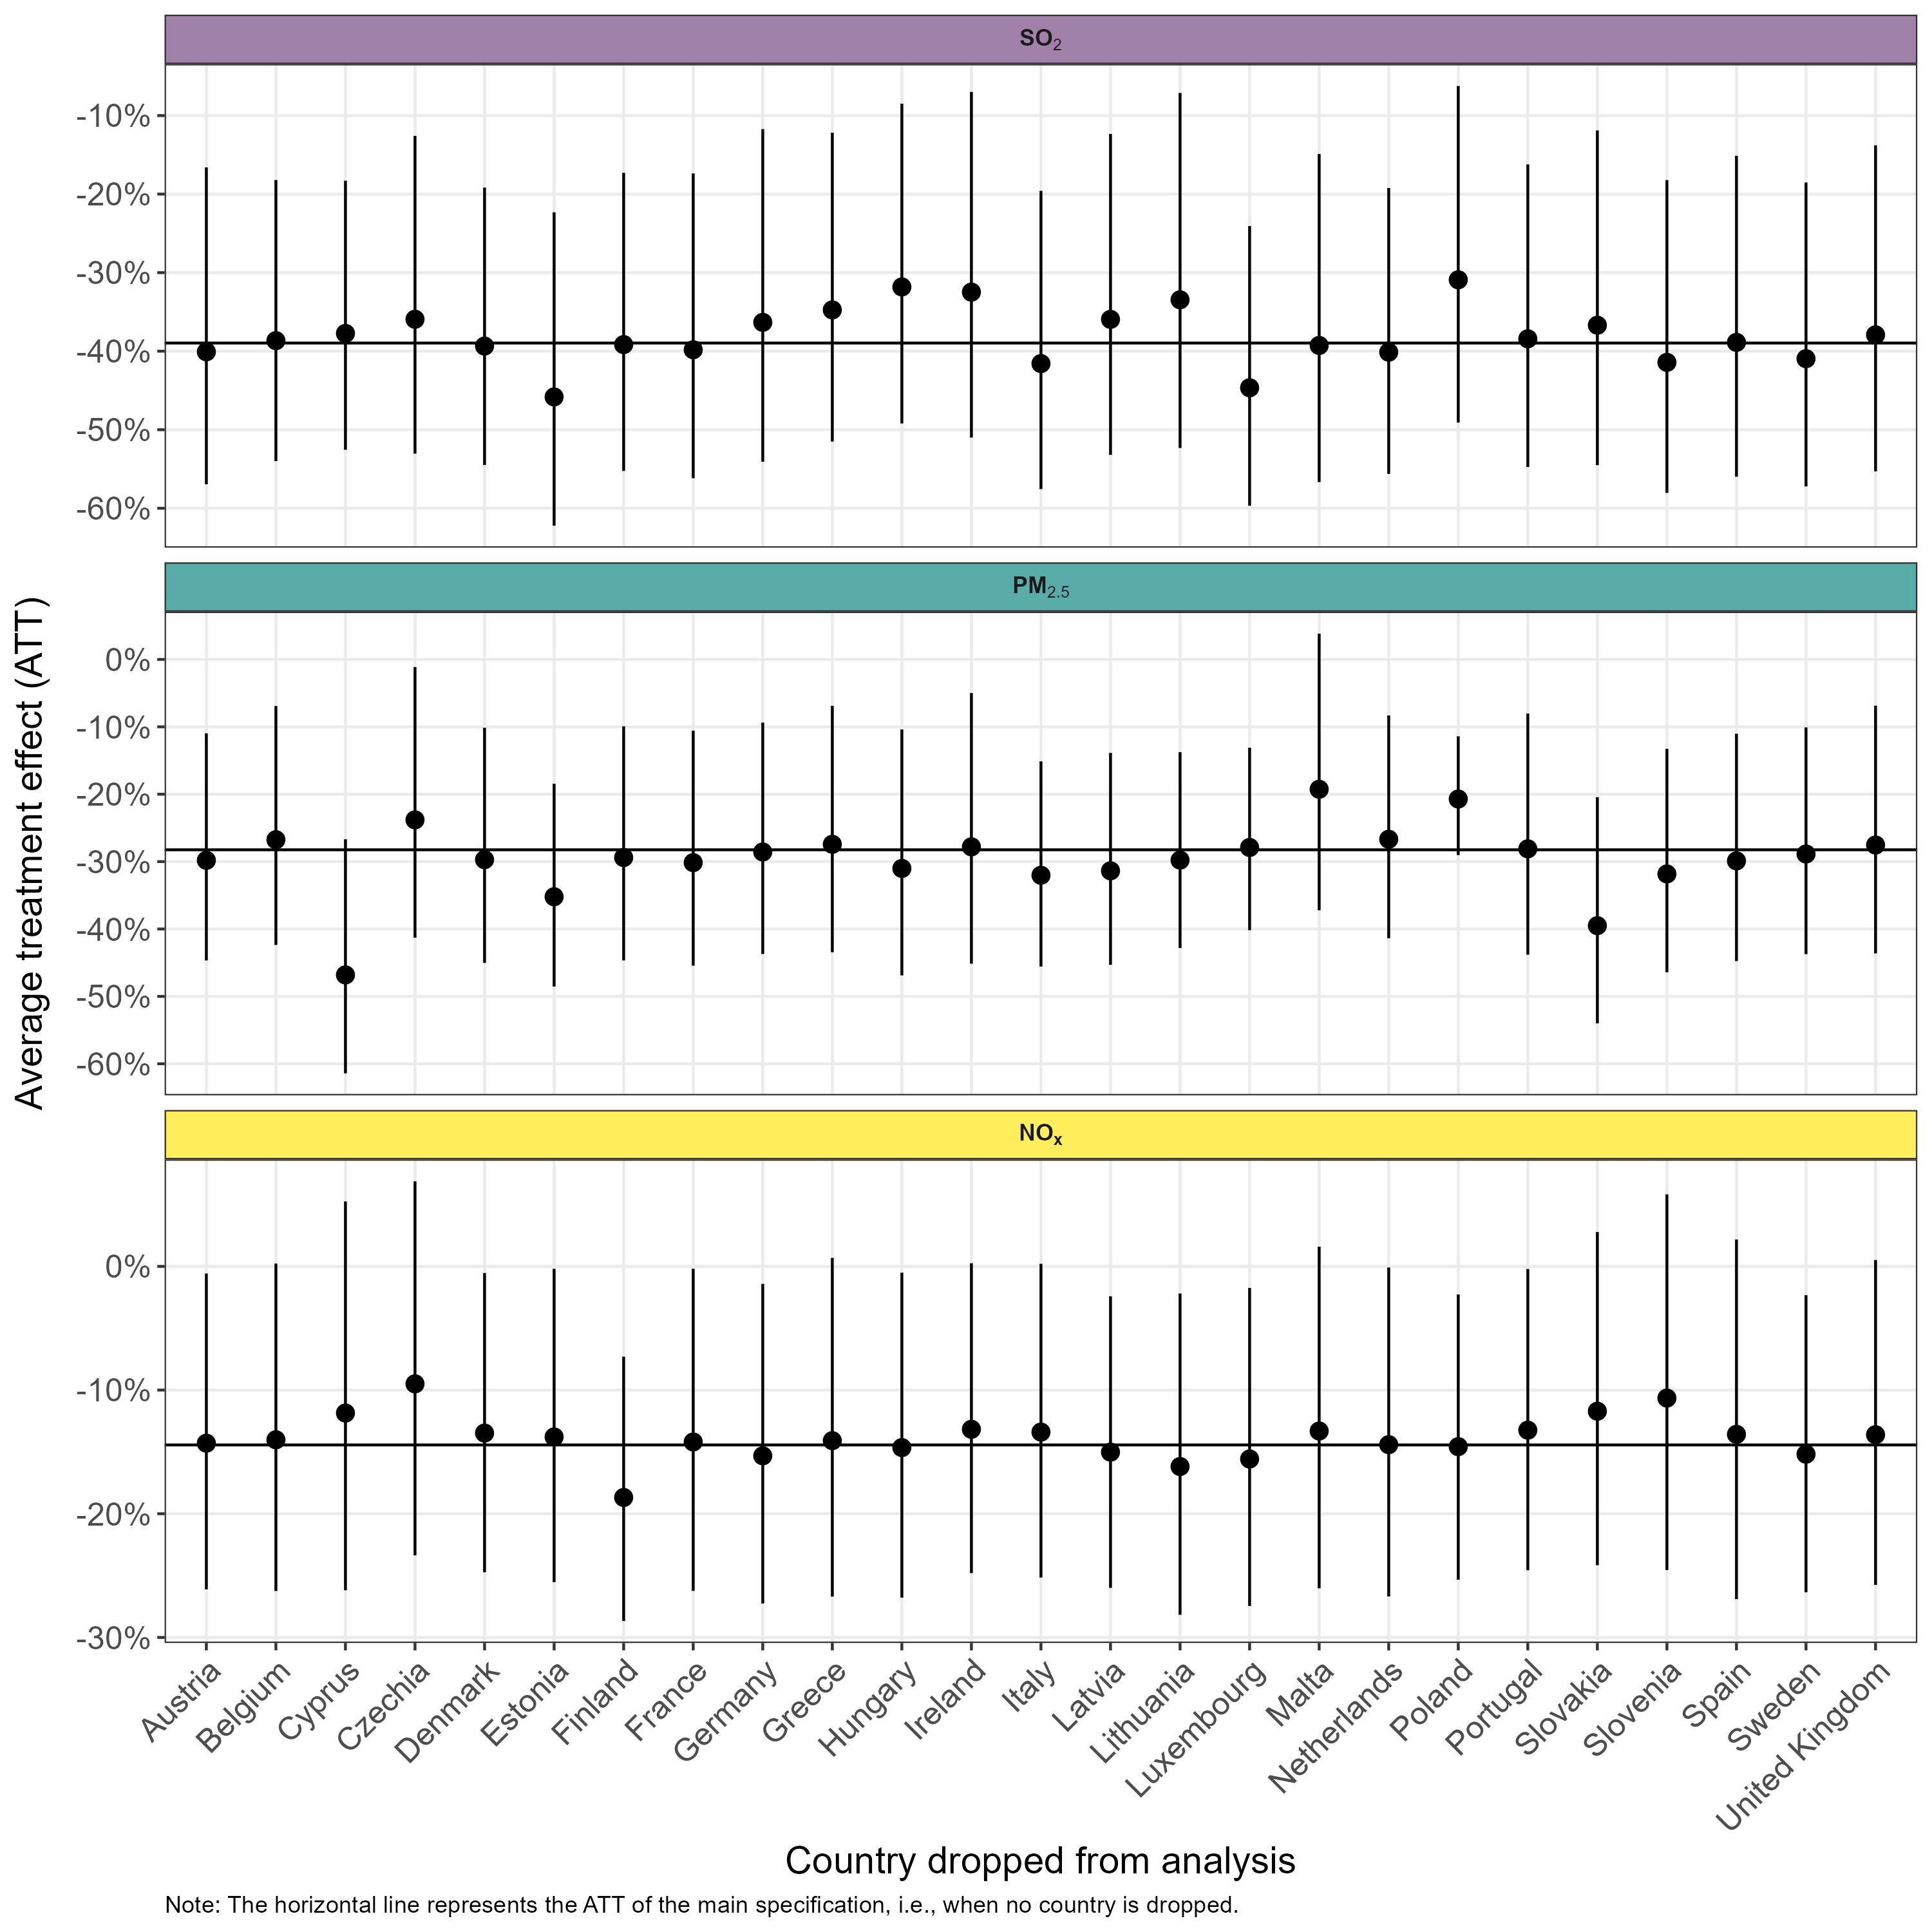 SO₂
-10%
-20%
-30%
-40%
-50%
-60%
PM₂.₅
0%
-10%
-20%
-30%
-40%
-50%
-60%
NOₓ
0%
-10%
-20%
-30%
Average treatment effect (ATT)
Austria
Belgium
Cyprus
Czechia
Denmark
Estonia
Finland
France
Germany
Greece
Hungary
Ireland
Italy
Latvia
Lithuania
Luxembourg
Malta
Netherlands
Poland
Portugal
Slovakia
Slovenia
Spain
Sweden
United Kingdom
Country dropped from analysis
Note: The horizontal line represents the ATT of the main specification, i.e., when no country is dropped.